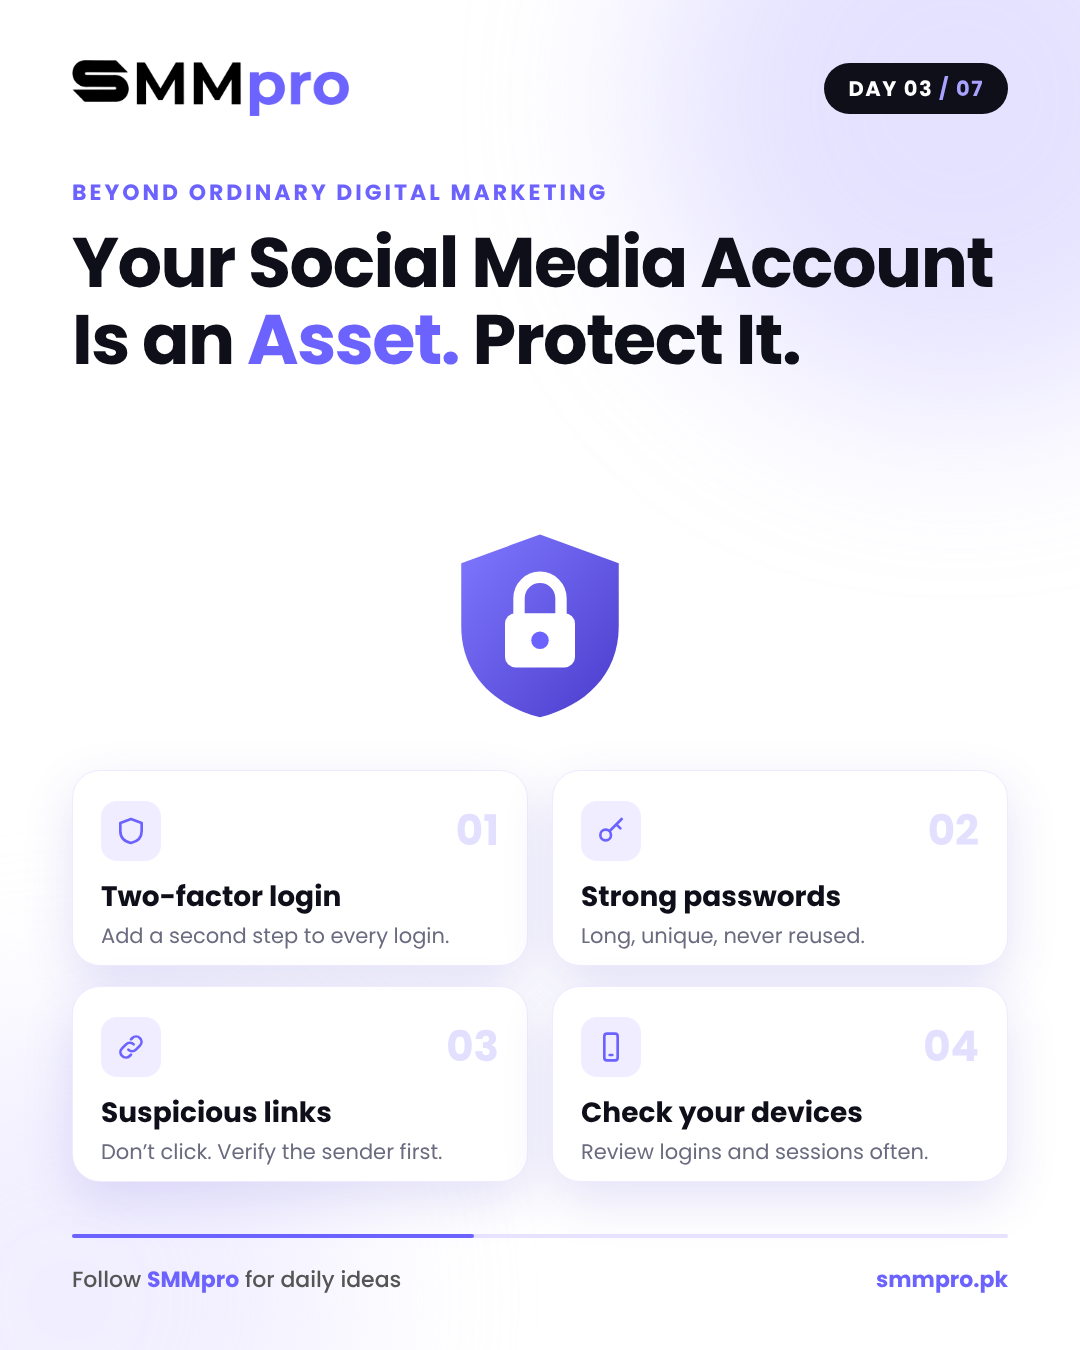 SMMpro
DAY 03 / 07
BEYOND ORDINARY DIGITAL MARKETING
Your Social Media Account
Is an Asset. Protect It.
01
Two-factor login
Add a second step to every login.
02
Strong passwords
Long, unique, never reused.
03
Suspicious links
Don’t click. Verify the sender first.
04
Check your devices
Review logins and sessions often.
Follow SMMpro for daily ideas
smmpro.pk